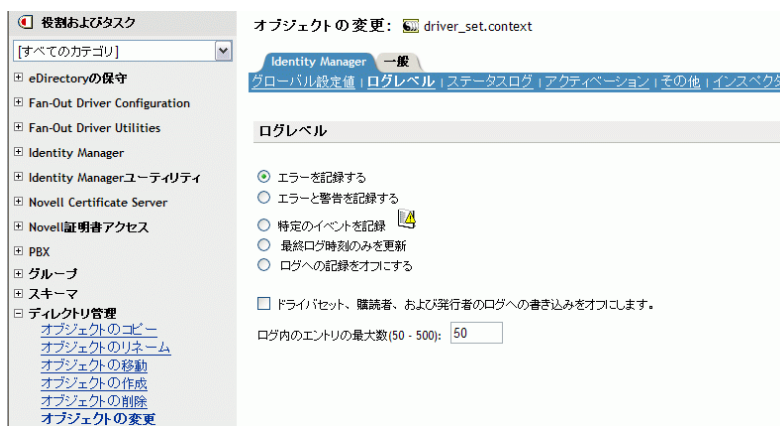 役割およびタスク
[すべてのカテゴリ]
eDirectoryの保守
Fan-Out Driver Configuration
Fan-Out Driver Utilities
Identity Manager
Identity Managerユーティリティ
Novell Certificate Server
Novell証明書アクセス
PBX
グループ
スキーマ
ディレクトリ管理
オブジェクトのコピー
オブジェクトのリネーム
オブジェクトの移動
オブジェクトの作成
オブジェクトの削除
オブジェクトの変更
オブジェクトの変更: driver_set.context
Identity Manager 一般
グローバル設定値 | ログレベル | ステータスログ | アクティベーション | その他 | インスペクタ
ログレベル
エラーを記録する
エラーと警告を記録する
特定のイベントを記録
最終ログ時刻のみを更新
ログへの記録をオフにする
ドライバセット、購読者、および発行者のログへの書き込みをオフにします。
ログ内のエントリの最大数(50 - 500): 50